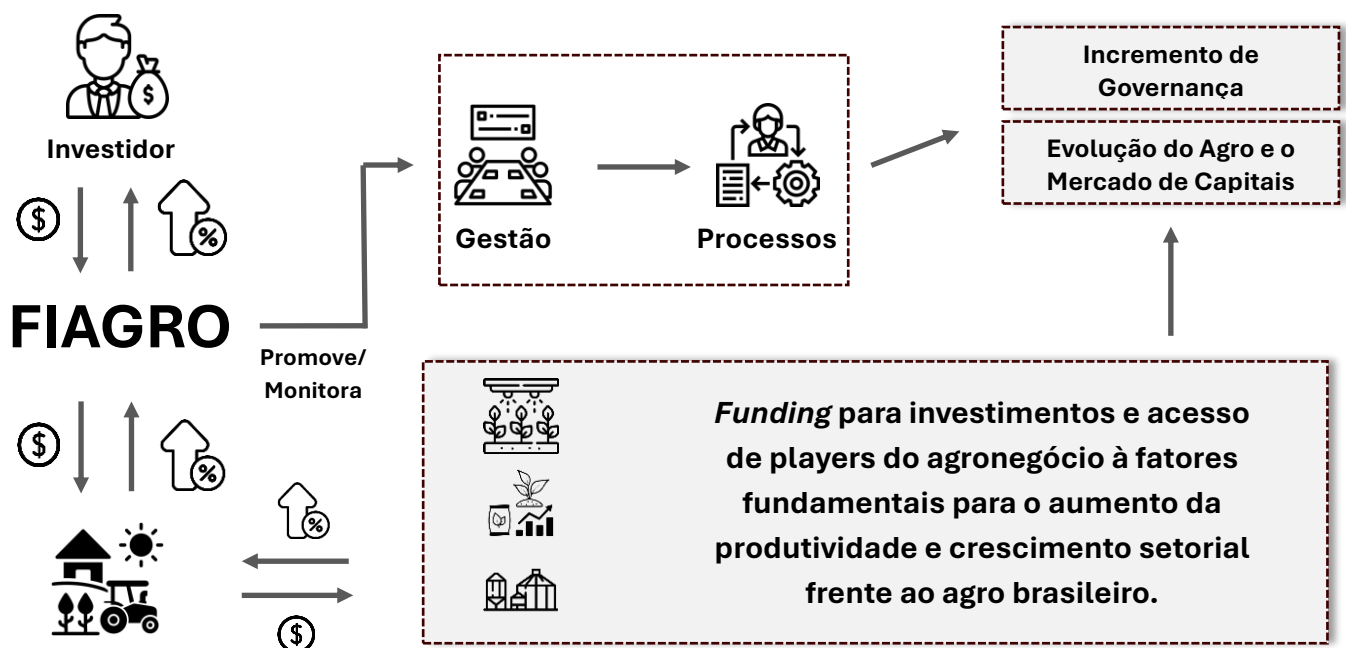 Investidor
$
%
FIAGRO
Promove/
Monitora
$
%
%
$
$
Gestão
Processos
Incremento de
Governança
Evolução do Agro e o
Mercado de Capitais
Funding para investimentos e acesso
de players do agronegócio à fatores
fundamentais para o aumento da
produtividade e crescimento setorial
frente ao agro brasileiro.